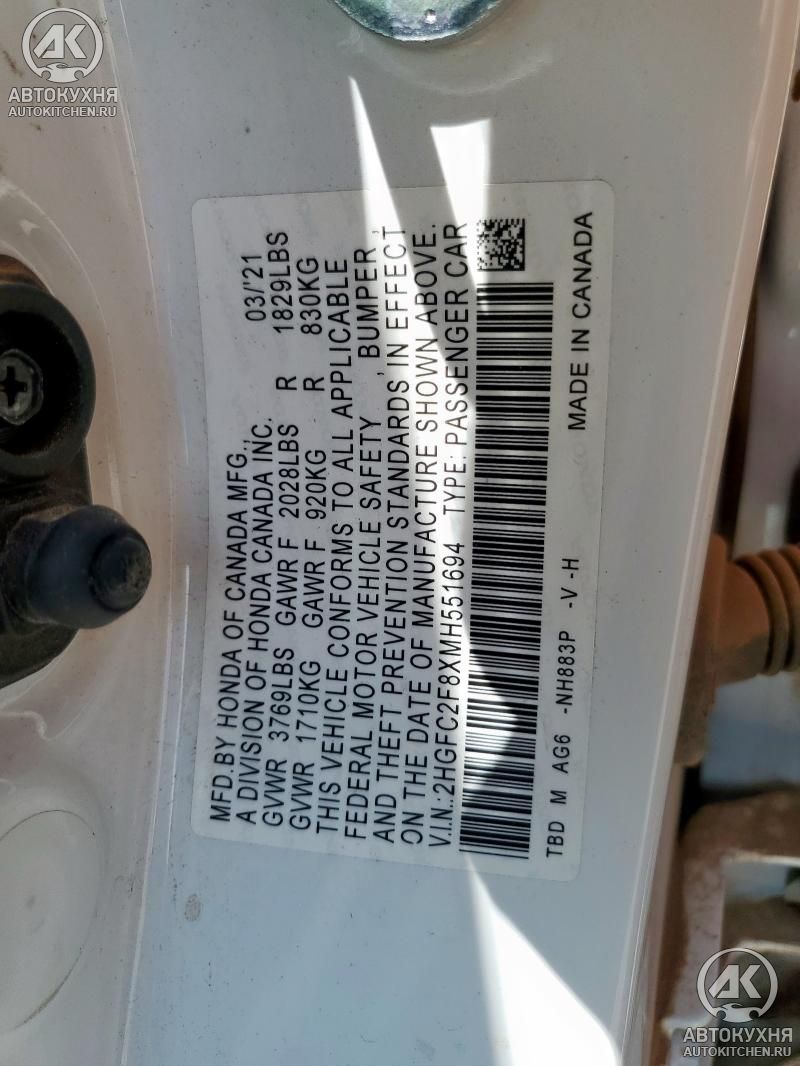 АВТОКУХНЯ
AUTOKITCHEN.RU
MFD.BY HONDA OF CANADA MFG., 03/'21
A DIVISION OF HONDA CANADA INC.
GVWR 3769LBS GAWR F 2028LBS R 1829LBS
GVWR 1710KG GAWR F 920KG R 830KG
THIS VEHICLE CONFORMS TO ALL APPLICABLE
FEDERAL MOTOR VEHICLE SAFETY , BUMPER ,
AND THEFT PREVENTION STANDARDS IN EFFECT
ON THE DATE OF MANUFACTURE SHOWN ABOVE.
V.I.N.:2HGFC2F8XMH551694 TYPE:PASSENGER CAR
TBD M AG6 -NH883P -V -H MADE IN CANADA
АВТОКУХНЯ
AUTOKITCHEN.RU